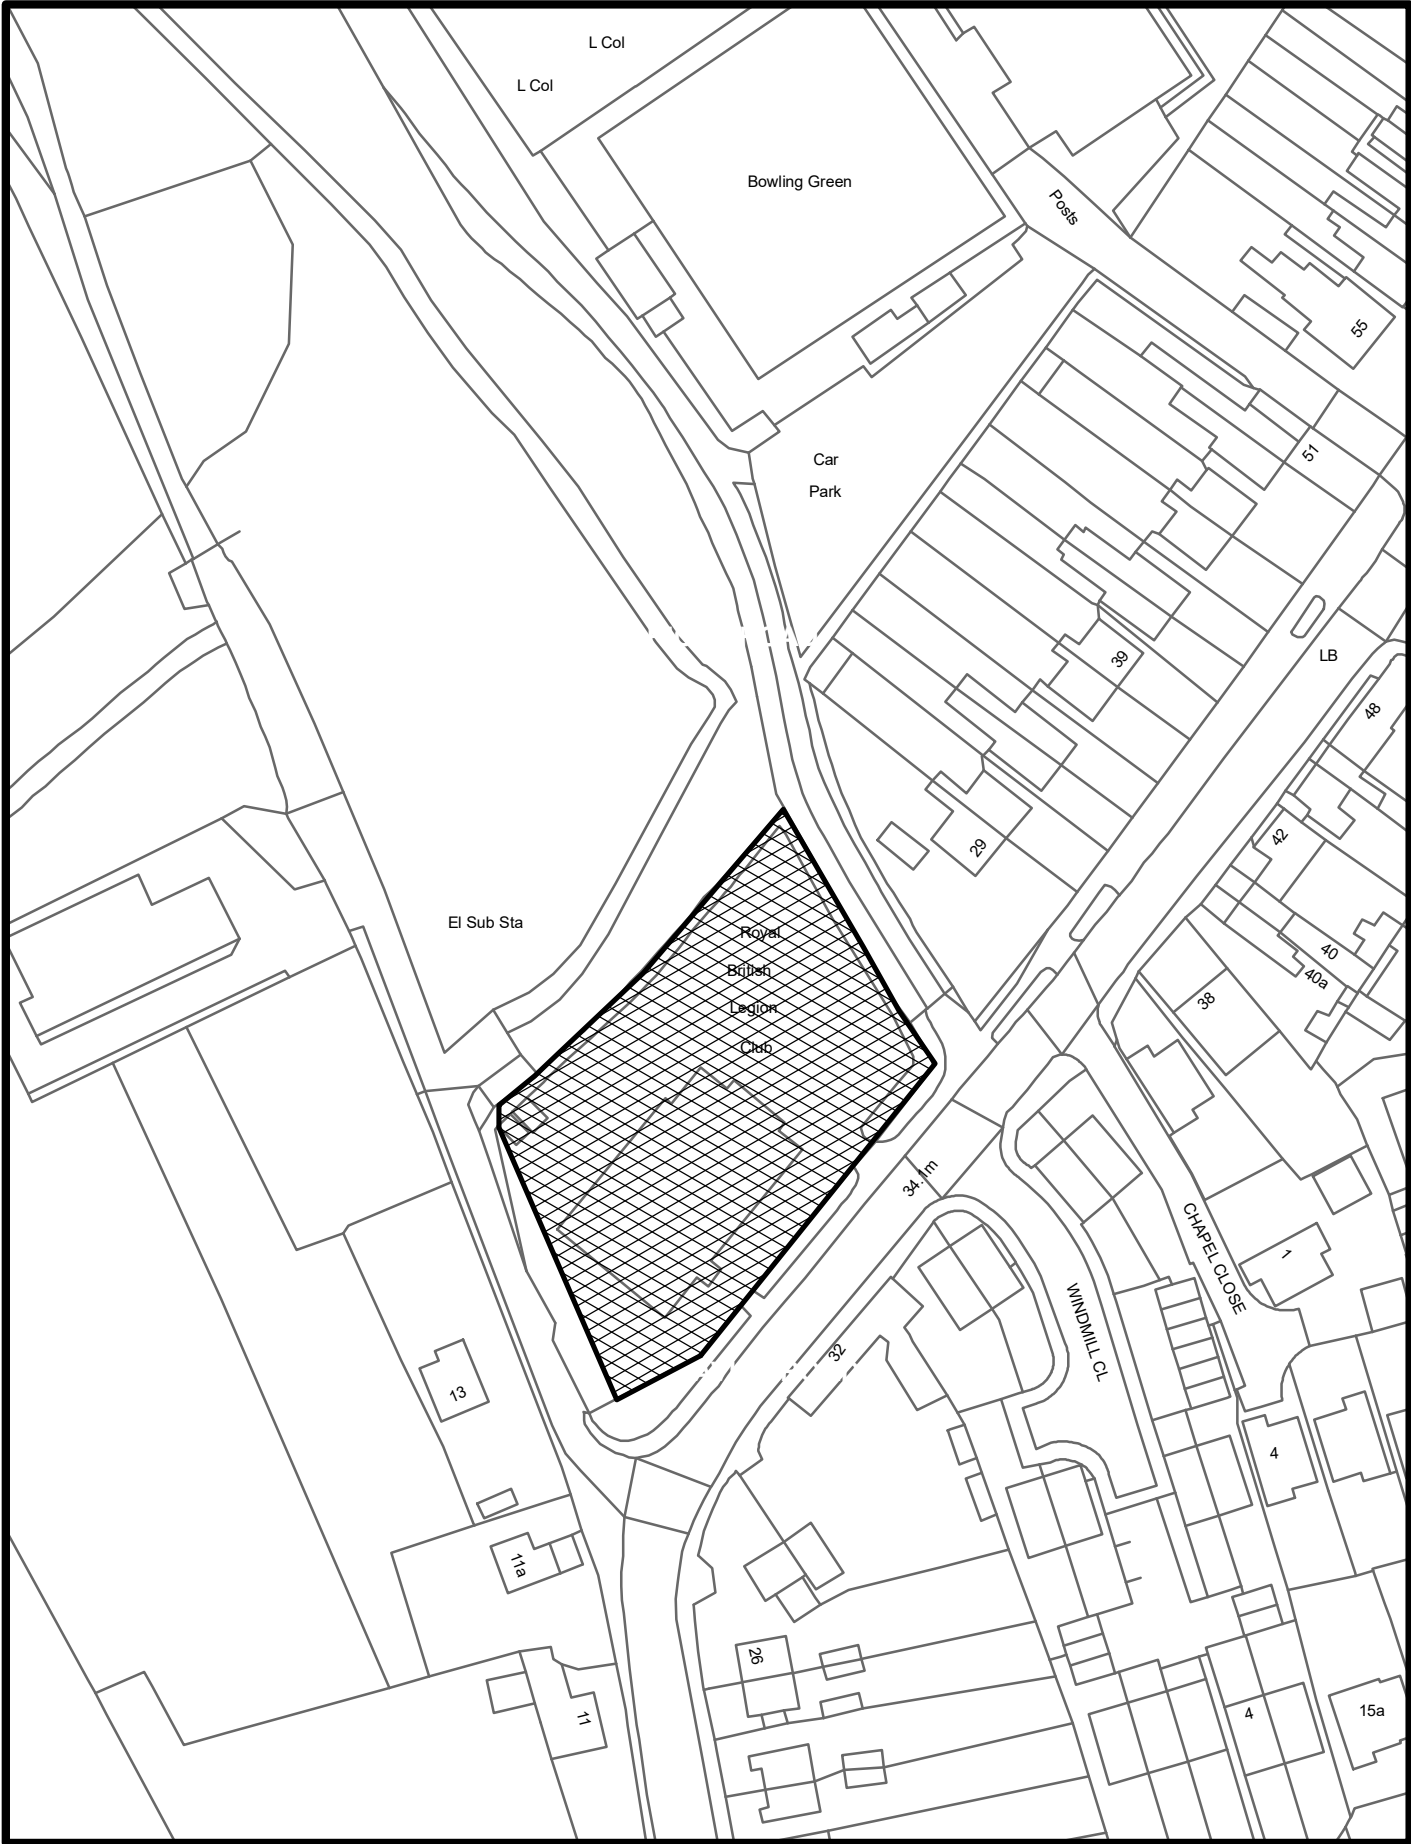 L Col
L Col
Bowling Green
Posts
55
51
Car
Park
39
LB
48
42
29
40
40a
38
El Sub Sta
Royal
British
Legion
Club
34.1m
CHAPEL CLOSE
1
WINDMILL CL
32
13
4
11a
26
11
4
15a